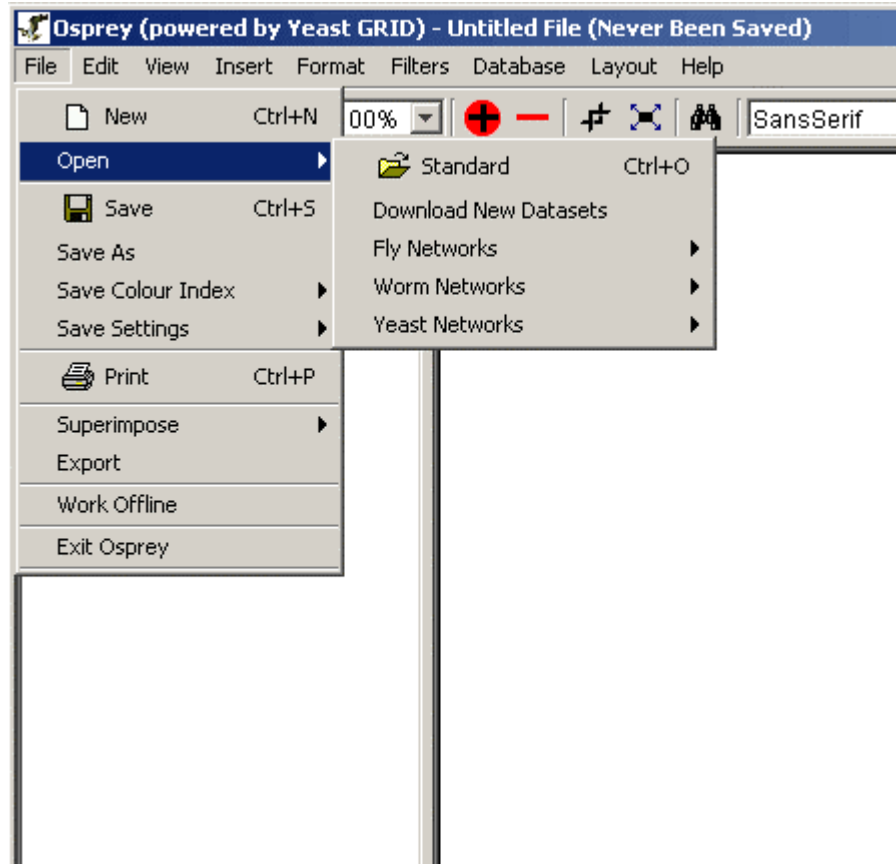 Osprey (powered by Yeast GRID) - Untitled File (Never Been Saved)
File Edit View Insert Format Filters Database Layout Help
New Ctrl+N
00%
SansSerif
Open
Save Ctrl+S
Save As
Save Colour Index
Save Settings
Print Ctrl+P
Superimpose
Export
Work Offline
Exit Osprey
Standard Ctrl+O
Download New Datasets
Fly Networks
Worm Networks
Yeast Networks